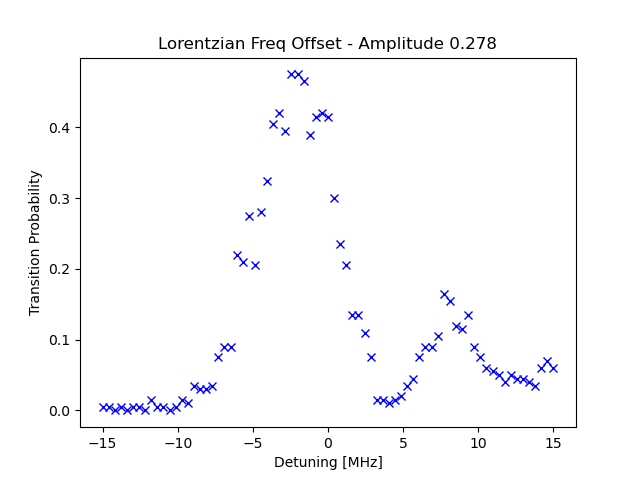 Lorentzian Freq Offset - Amplitude 0.278
Transition Probability
0.4
0.3
0.2
0.1
0.0
−15 −10 −5 0 5 10 15
Detuning [MHz]